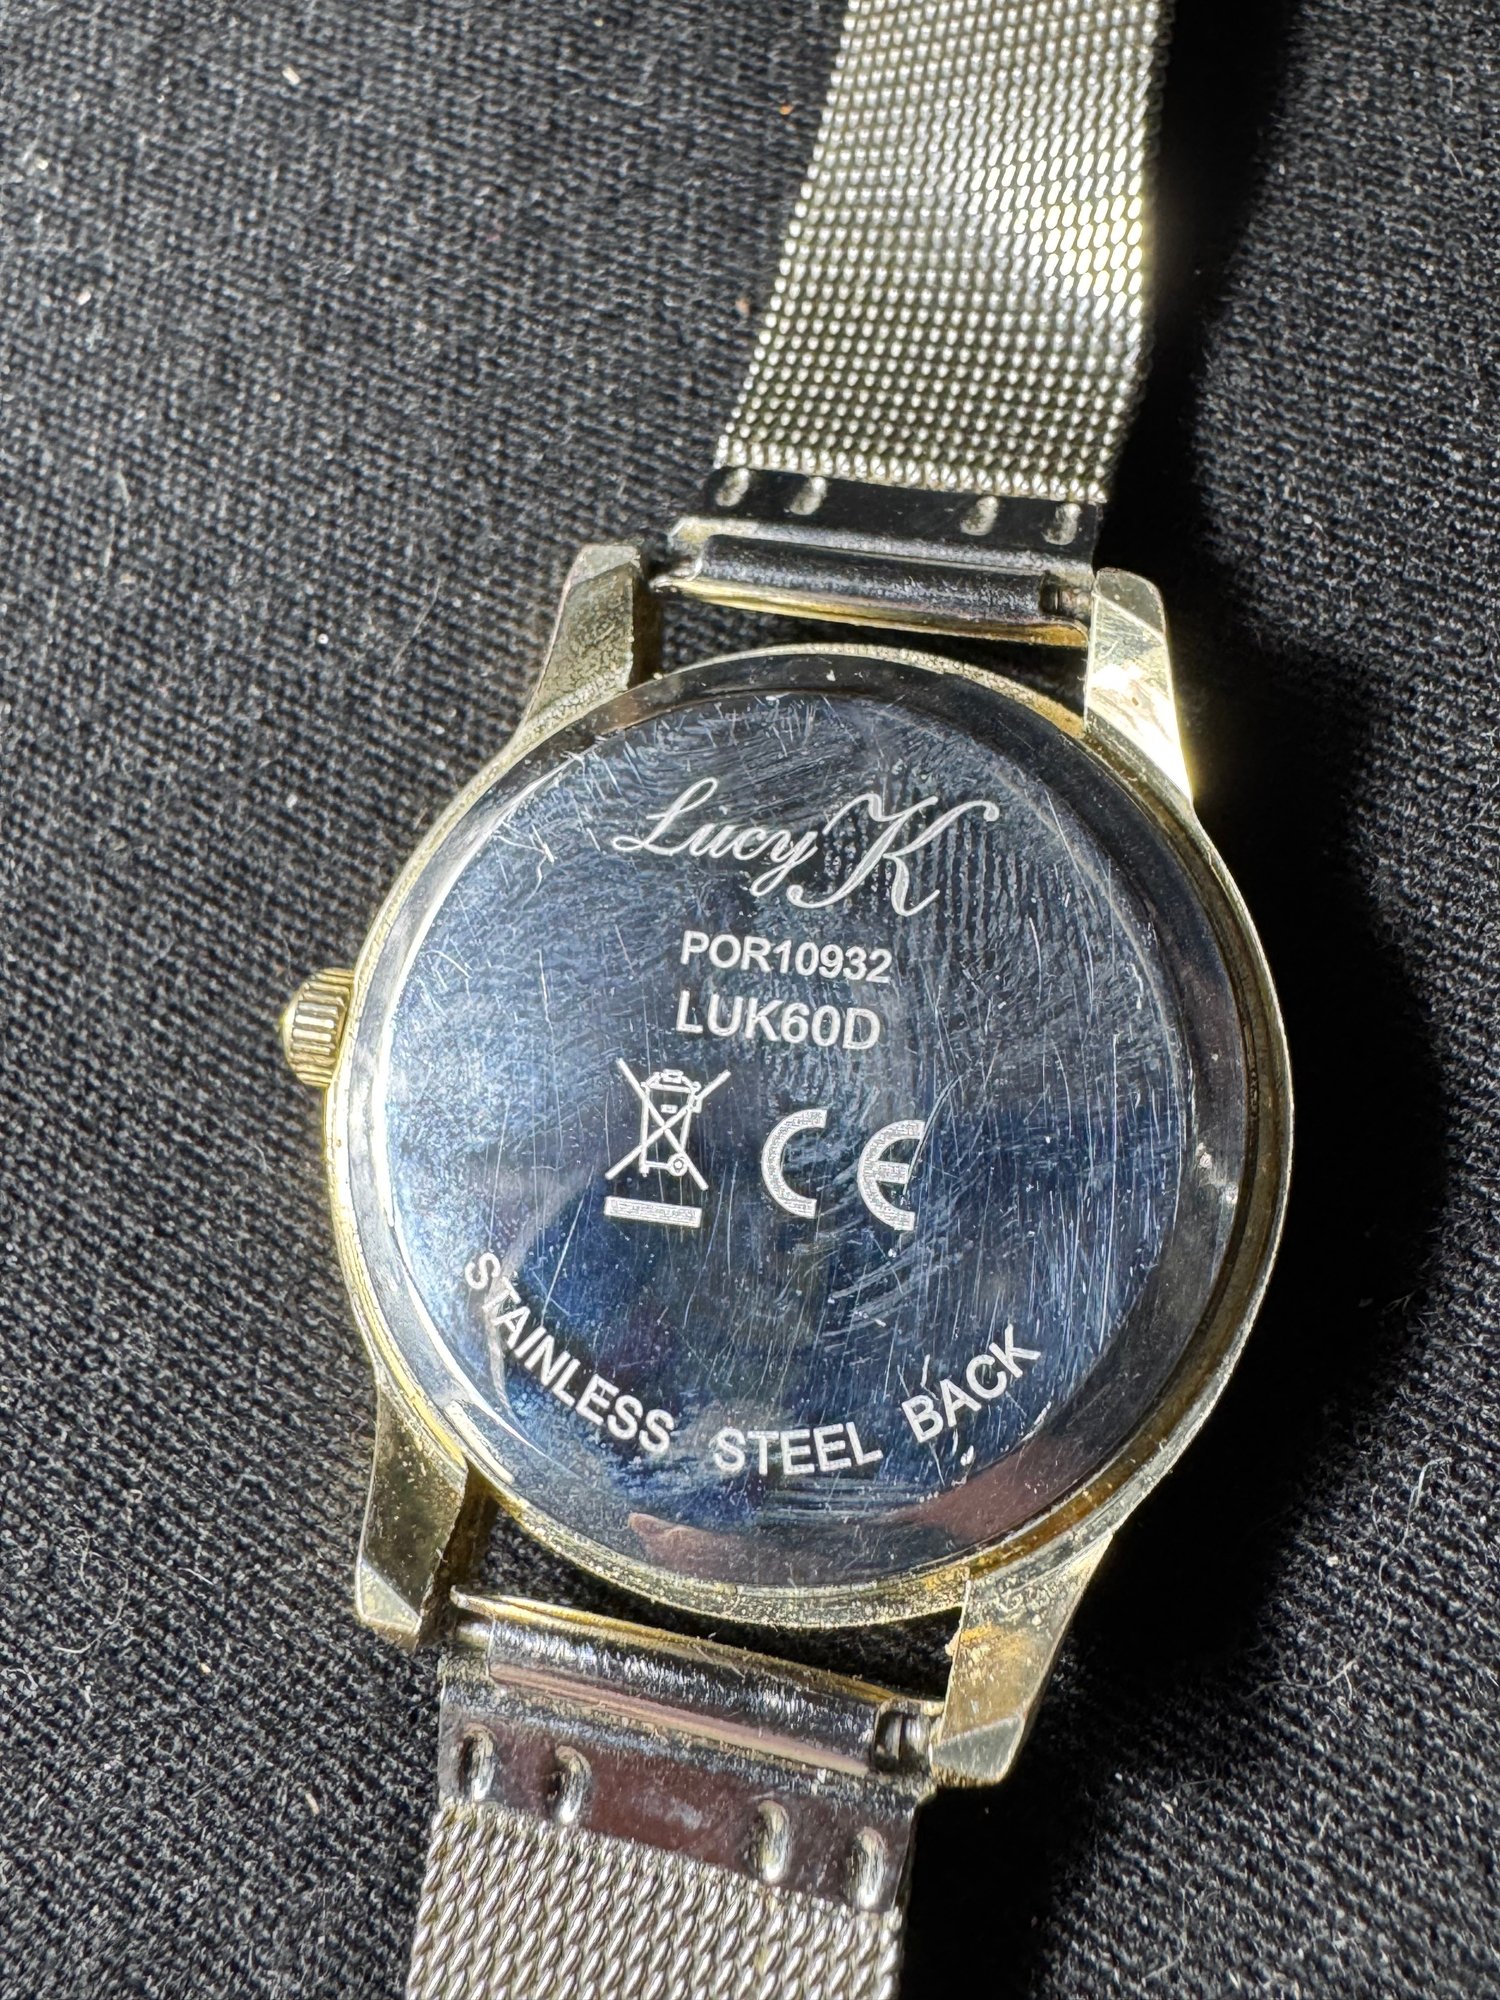 Lucy K
POR10932
LUK60D
CE
STAINLESS STEEL BACK